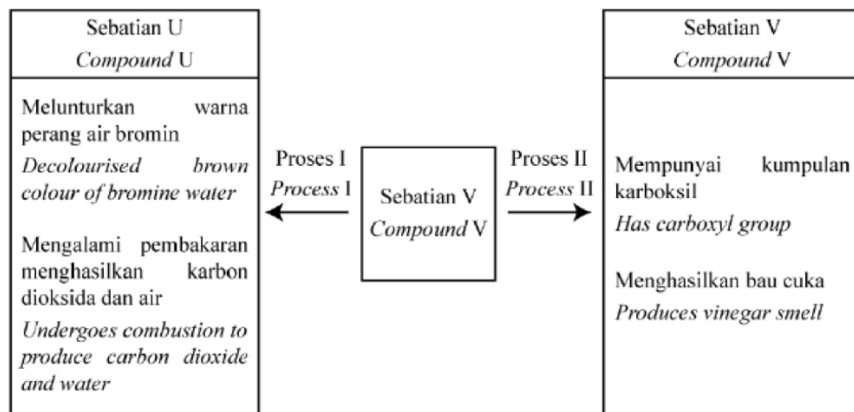 Sebatian U
Compound U
Melunturkan warna
perang air bromin
Decolourised brown
colour of bromine water
Mengalami pembakaran
menghasilkan karbon
dioksida dan air
Undergoes combustion to
produce carbon dioxide
and water
Proses I
Process I
Sebatian V
Compound V
Proses II
Process II
Sebatian V
Compound V
Mempunyai kumpulan
karboksil
Has carboxyl group
Menghasilkan bau cuka
Produces vinegar smell